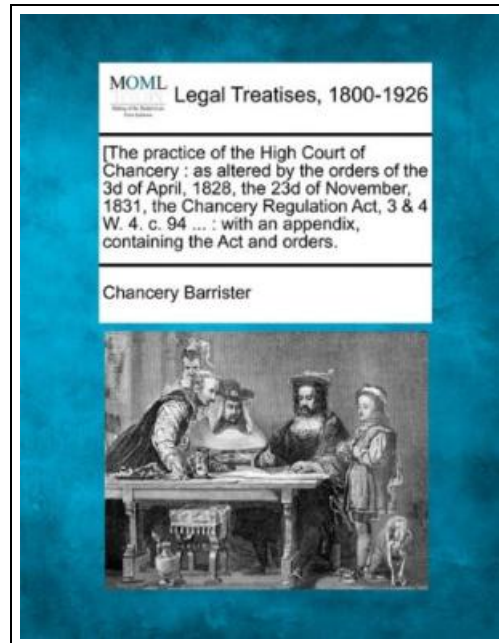 MOML
Legal Treatises, 1800-1926
[The practice of the High Court of
Chancery : as altered by the orders of the
3d of April, 1828, the 23d of November,
1831, the Chancery Regulation Act, 3 & 4
W. 4. c. 94 ... : with an appendix,
containing the Act and orders.
Chancery Barrister